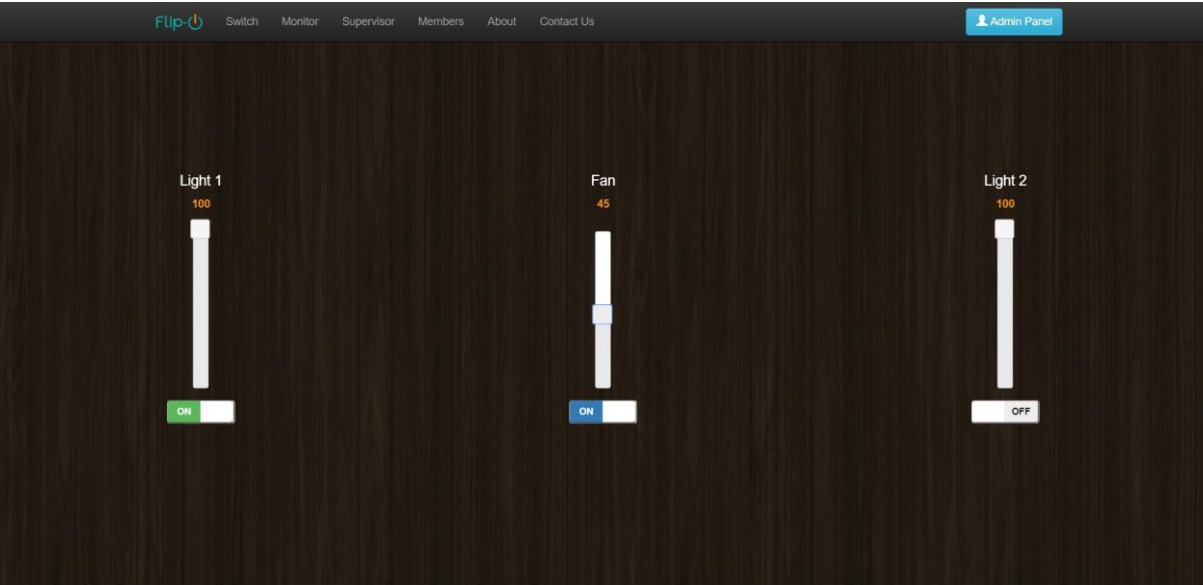 Flip- Switch Monitor Supervisor Members About Contact Us Admin Panel
Light 1 Fan Light 2
100 45 100
ON ON OFF